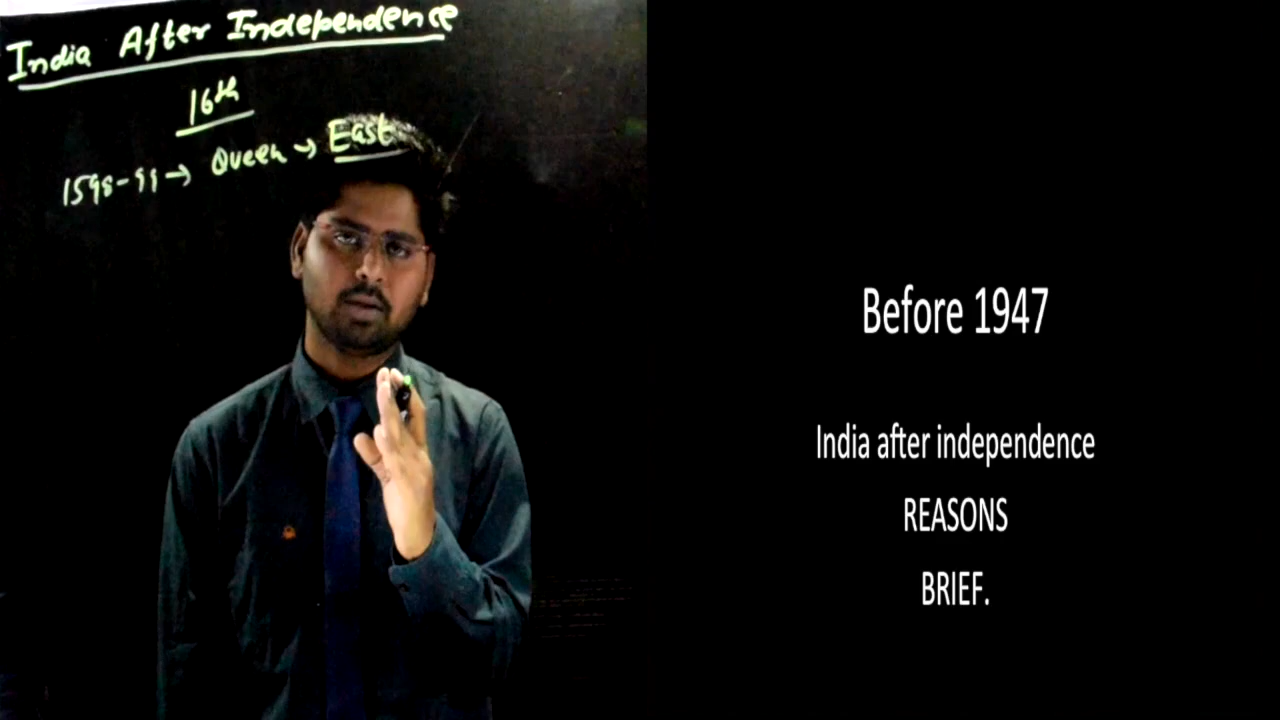 India After Independence
16th
1598-99 → Queen → East
Before 1947
India after independence
REASONS
BRIEF.